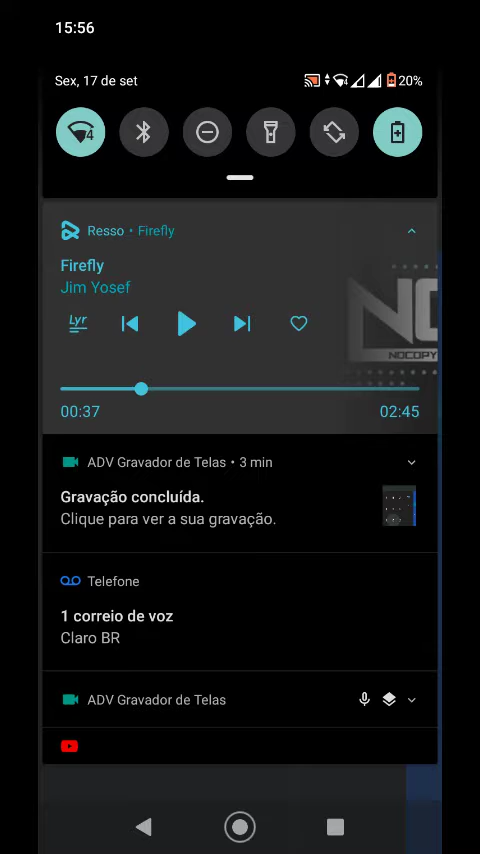 15:56
Sex, 17 de set
4
20%
4
Resso • Firefly
Firefly
Jim Yosef
Lyr
NOCOPY
00:37
02:45
ADV Gravador de Telas • 3 min
Gravação concluída.
Clique para ver a sua gravação.
Telefone
1 correio de voz
Claro BR
ADV Gravador de Telas